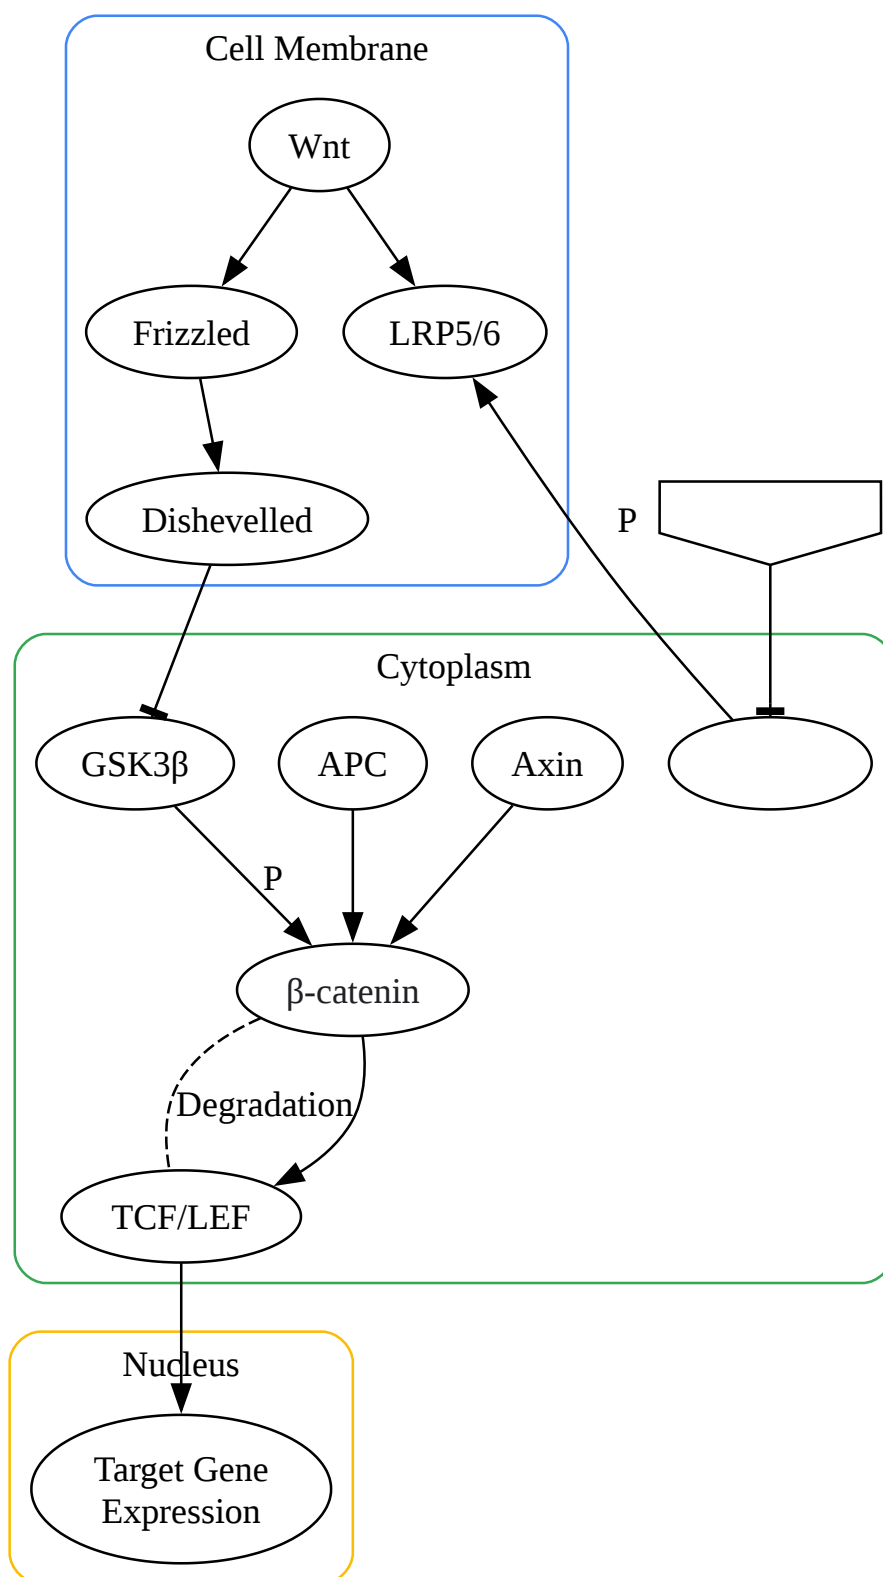 Cell Membrane
Wnt
Frizzled
LRP5/6
Dishevelled
P
Cytoplasm
GSK3β
APC
Axin
P
β-catenin
Degradation
TCF/LEF
Nucleus
Target Gene
Expression